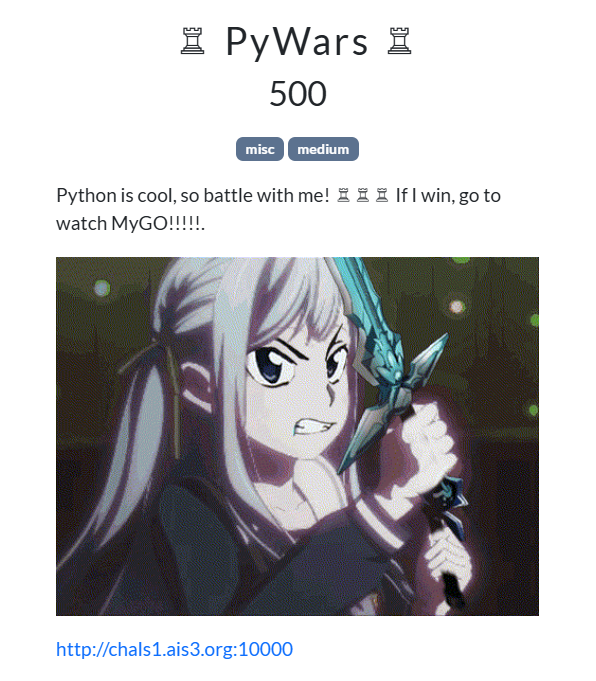 ♖ PyWars ♖
500
misc medium
Python is cool, so battle with me! ♖ ♖ ♖ If I win, go to
watch MyGO!!!!!.
http://chals1.ais3.org:10000